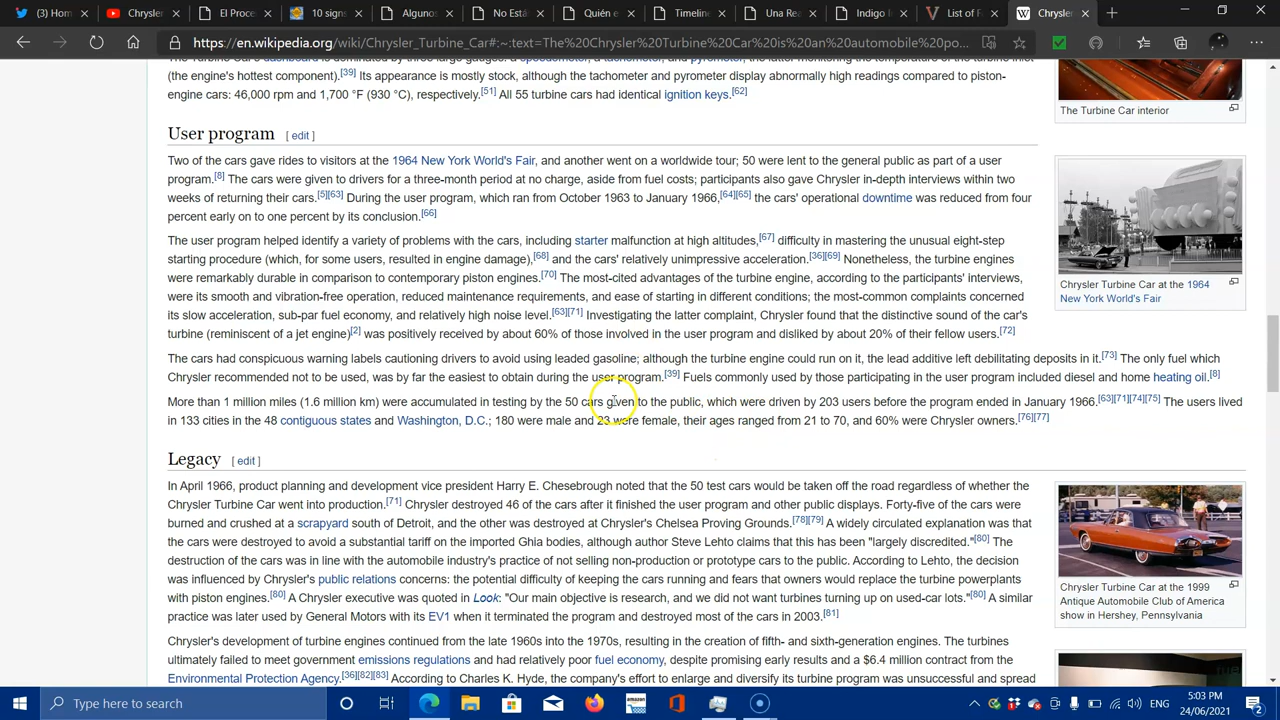 (3) Ho
Chrysler
El Proce
10 signs
Algunos
No Está
Quién e
Timeline
Una Re
Indigo I
List of F
Chrysler
https://en.wikipedia.org/wiki/Chrysler_Turbine_Car#:~:text=The%20Chrysler%20Turbine%20Car%20is%20an%20automobile%20po...
(the engine's hottest component).[39] Its appearance is mostly stock, although the tachometer and pyrometer display abnormally high readings compared to piston-
engine cars: 46,000 rpm and 1,700 °F (930 °C), respectively.[51] All 55 turbine cars had identical ignition keys.[62]
The Turbine Car interior
User program [ edit ]
Two of the cars gave rides to visitors at the 1964 New York World's Fair, and another went on a worldwide tour; 50 were lent to the general public as part of a user
program.[8] The cars were given to drivers for a three-month period at no charge, aside from fuel costs; participants also gave Chrysler in-depth interviews within two
weeks of returning their cars.[5][63] During the user program, which ran from October 1963 to January 1966,[64][65] the cars' operational downtime was reduced from four
percent early on to one percent by its conclusion.[66]
The user program helped identify a variety of problems with the cars, including starter malfunction at high altitudes,[67] difficulty in mastering the unusual eight-step
starting procedure (which, for some users, resulted in engine damage),[68] and the cars' relatively unimpressive acceleration.[36][69] Nonetheless, the turbine engines
were remarkably durable in comparison to contemporary piston engines.[70] The most-cited advantages of the turbine engine, according to the participants' interviews,
were its smooth and vibration-free operation, reduced maintenance requirements, and ease of starting in different conditions; the most-common complaints concerned
its slow acceleration, sub-par fuel economy, and relatively high noise level.[63][71] Investigating the latter complaint, Chrysler found that the distinctive sound of the car's
turbine (reminiscent of a jet engine)[2] was positively received by about 60% of those involved in the user program and disliked by about 20% of their fellow users.[72]
Chrysler Turbine Car at the 1964
New York World's Fair
The cars had conspicuous warning labels cautioning drivers to avoid using leaded gasoline; although the turbine engine could run on it, the lead additive left debilitating deposits in it.[73] The only fuel which
Chrysler recommended not to be used, was by far the easiest to obtain during the user program.[39] Fuels commonly used by those participating in the user program included diesel and home heating oil.[8]
More than 1 million miles (1.6 million km) were accumulated in testing by the 50 cars given to the public, which were driven by 203 users before the program ended in January 1966.[63][71][74][75] The users lived
in 133 cities in the 48 contiguous states and Washington, D.C.; 180 were male and 23 were female, their ages ranged from 21 to 70, and 60% were Chrysler owners.[76][77]
Legacy [ edit ]
In April 1966, product planning and development vice president Harry E. Chesebrough noted that the 50 test cars would be taken off the road regardless of whether the
Chrysler Turbine Car went into production.[71] Chrysler destroyed 46 of the cars after it finished the user program and other public displays. Forty-five of the cars were
burned and crushed at a scrapyard south of Detroit, and the other was destroyed at Chrysler's Chelsea Proving Grounds.[78][79] A widely circulated explanation was that
the cars were destroyed to avoid a substantial tariff on the imported Ghia bodies, although author Steve Lehto claims that this has been "largely discredited."[80] The
destruction of the cars was in line with the automobile industry's practice of not selling non-production or prototype cars to the public. According to Lehto, the decision
was influenced by Chrysler's public relations concerns: the potential difficulty of keeping the cars running and fears that owners would replace the turbine powerplants
with piston engines.[80] A Chrysler executive was quoted in Look: "Our main objective is research, and we did not want turbines turning up on used-car lots."[80] A similar
practice was later used by General Motors with its EV1 when it terminated the program and destroyed most of the cars in 2003.[81]
Chrysler Turbine Car at the 1999
Antique Automobile Club of America
show in Hershey, Pennsylvania
Chrysler's development of turbine engines continued from the late 1960s into the 1970s, resulting in the creation of fifth- and sixth-generation engines. The turbines
ultimately failed to meet government emissions regulations and had relatively poor fuel economy, despite promising early results and a $6.4 million contract from the
Environmental Protection Agency.[36][82][83] According to Charles K. Hyde, the company's effort to enlarge and diversify its turbine program was unsuccessful and spread
Type here to search
amazon
ENG
5:03 PM
24/06/2021
2